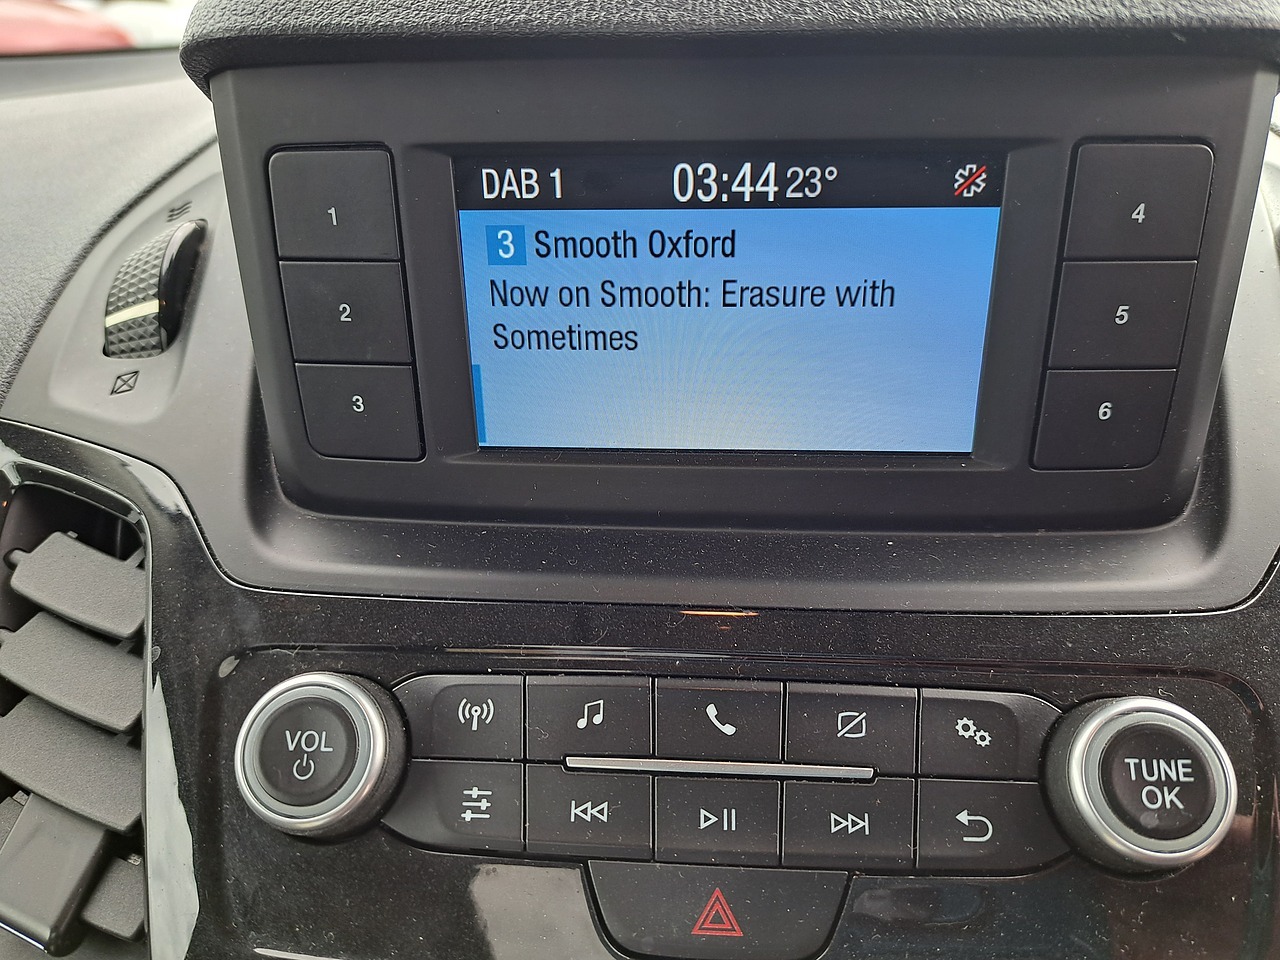 DAB 1 03:44 23°
3 Smooth Oxford
Now on Smooth: Erasure with
Sometimes
1
2
3
4
5
6
VOL
TUNE
OK